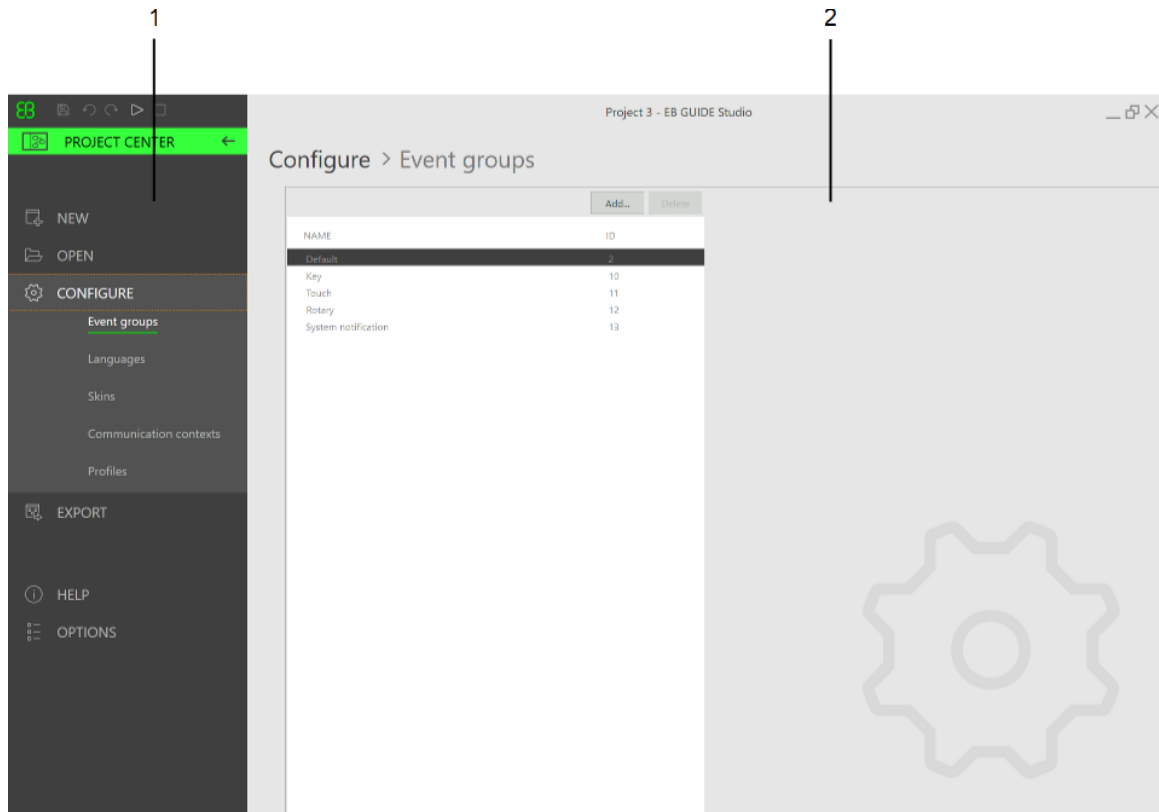 1
2
EB
Project 3 - EB GUIDE Studio
PROJECT CENTER
Configure > Event groups
NEW
OPEN
CONFIGURE
Event groups
Languages
Skins
Communication contexts
Profiles
EXPORT
HELP
OPTIONS
Add... Delete
NAME ID
Default 2
Key 10
Touch 11
Rotary 12
System notification 13